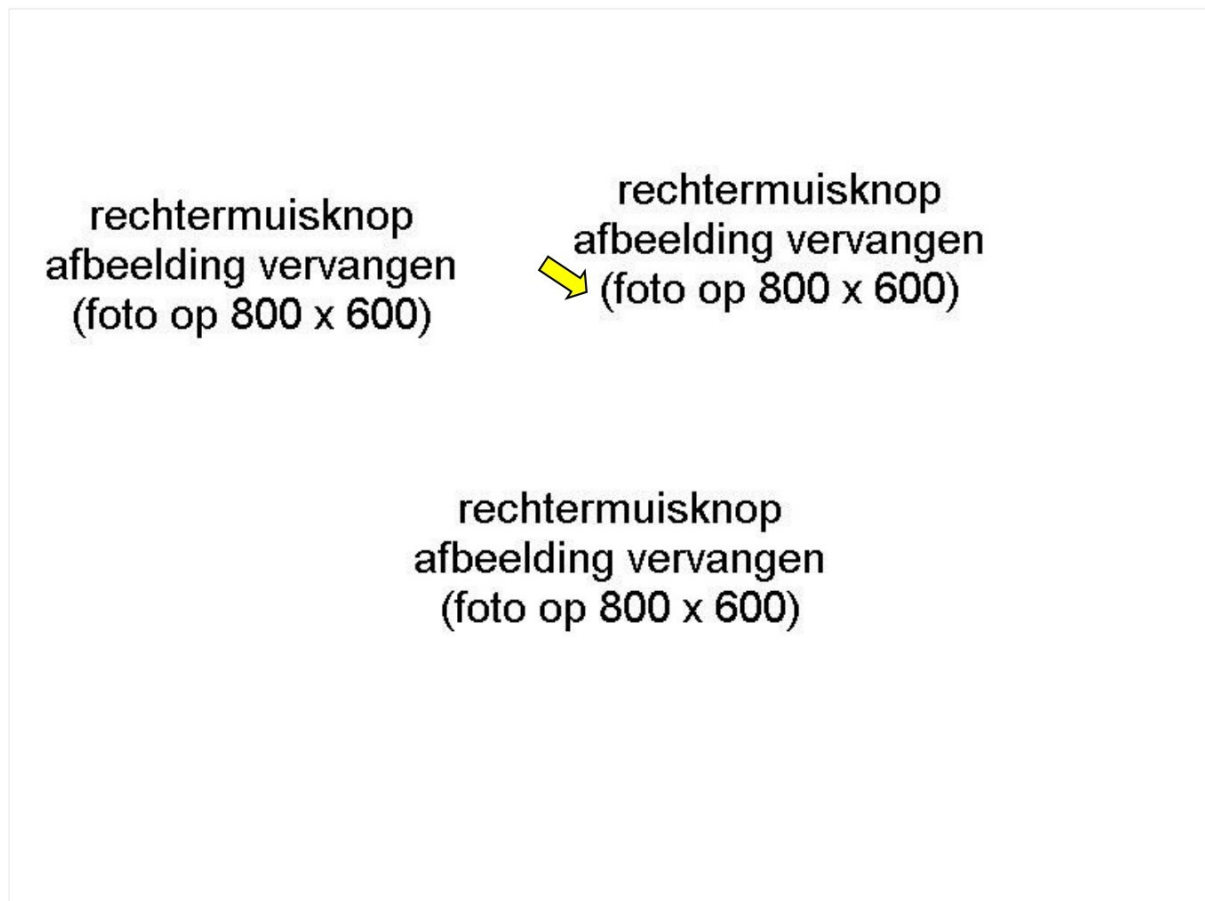 rechtermuisknop
afbeelding vervangen
(foto op 800 x 600)
rechtermuisknop
afbeelding vervangen
(foto op 800 x 600)
rechtermuisknop
afbeelding vervangen
(foto op 800 x 600)